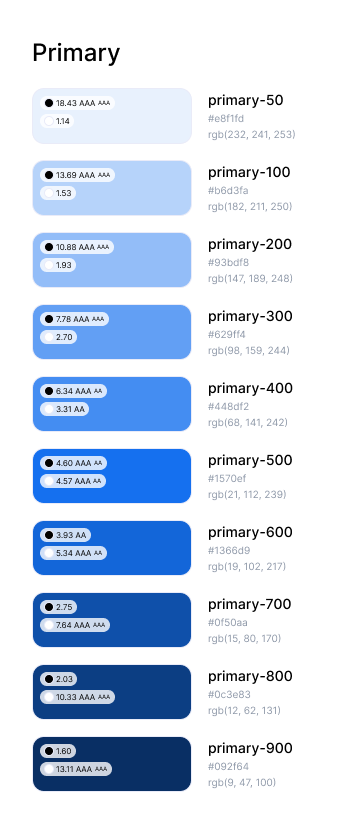 Primary
18.43 AAA AAA
1.14
primary-50
#e8f1fd
rgb(232, 241, 253)
13.69 AAA AAA
1.53
primary-100
#b6d3fa
rgb(182, 211, 250)
10.88 AAA AAA
1.93
primary-200
#93bdf8
rgb(147, 189, 248)
7.78 AAA AAA
2.70
primary-300
#629ff4
rgb(98, 159, 244)
6.34 AAA AA
3.31 AA
primary-400
#448df2
rgb(68, 141, 242)
4.60 AAA AA
4.57 AAA AA
primary-500
#1570ef
rgb(21, 112, 239)
3.93 AA
5.34 AAA AA
primary-600
#1366d9
rgb(19, 102, 217)
2.75
7.64 AAA AAA
primary-700
#0f50aa
rgb(15, 80, 170)
2.03
10.33 AAA AAA
primary-800
#0c3e83
rgb(12, 62, 131)
1.60
13.11 AAA AAA
primary-900
#092f64
rgb(9, 47, 100)